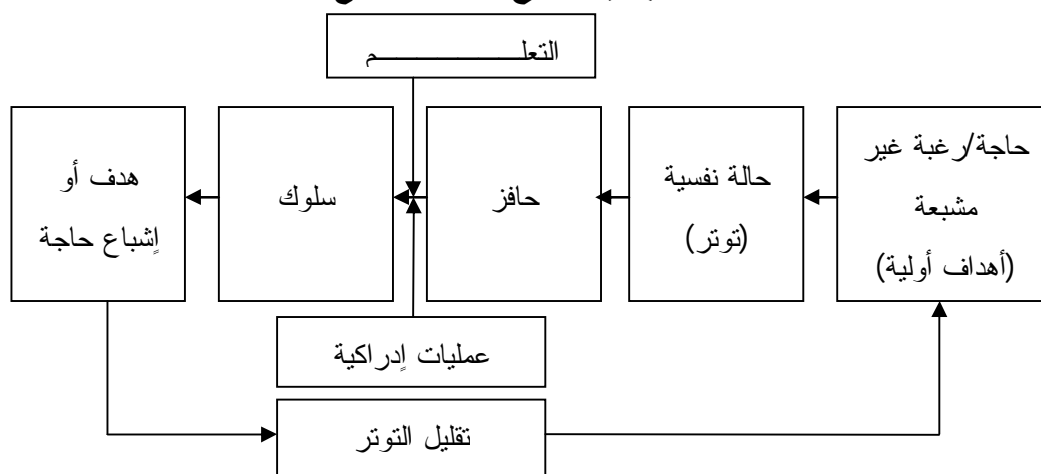 التعلـــــــــــم
حاجة/رغبة غير
مشبعة
(أهداف أولية)
حالة نفسية
(توتر)
حافز
سلوك
هدف أو
إشباع حاجة
عمليات إدراكية
تقليل التوتر